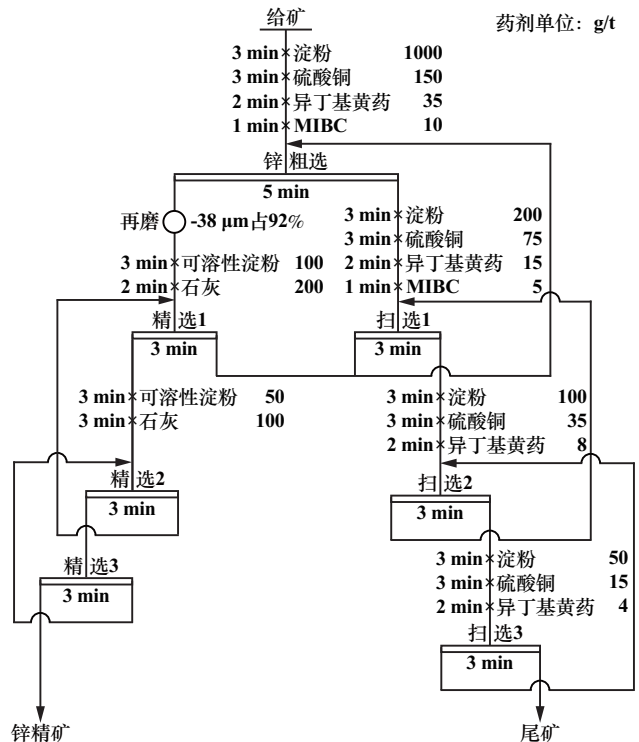 给矿
药剂单位：g/t
3 min 淀粉 1000
3 min 硫酸铜 150
2 min 异丁基黄药 35
1 min MIBC 10
锌粗选
5 min
再磨 -38 μm占92%
3 min 可溶性淀粉 100
2 min 石灰 200
3 min 淀粉 200
3 min 硫酸铜 75
2 min 异丁基黄药 15
1 min MIBC 5
精选1
3 min
扫选1
3 min
3 min 可溶性淀粉 50
3 min 石灰 100
3 min 淀粉 100
3 min 硫酸铜 35
2 min 异丁基黄药 8
精选2
3 min
扫选2
3 min
精选3
3 min
3 min 淀粉 50
3 min 硫酸铜 15
2 min 异丁基黄药 4
扫选3
3 min
锌精矿
尾矿